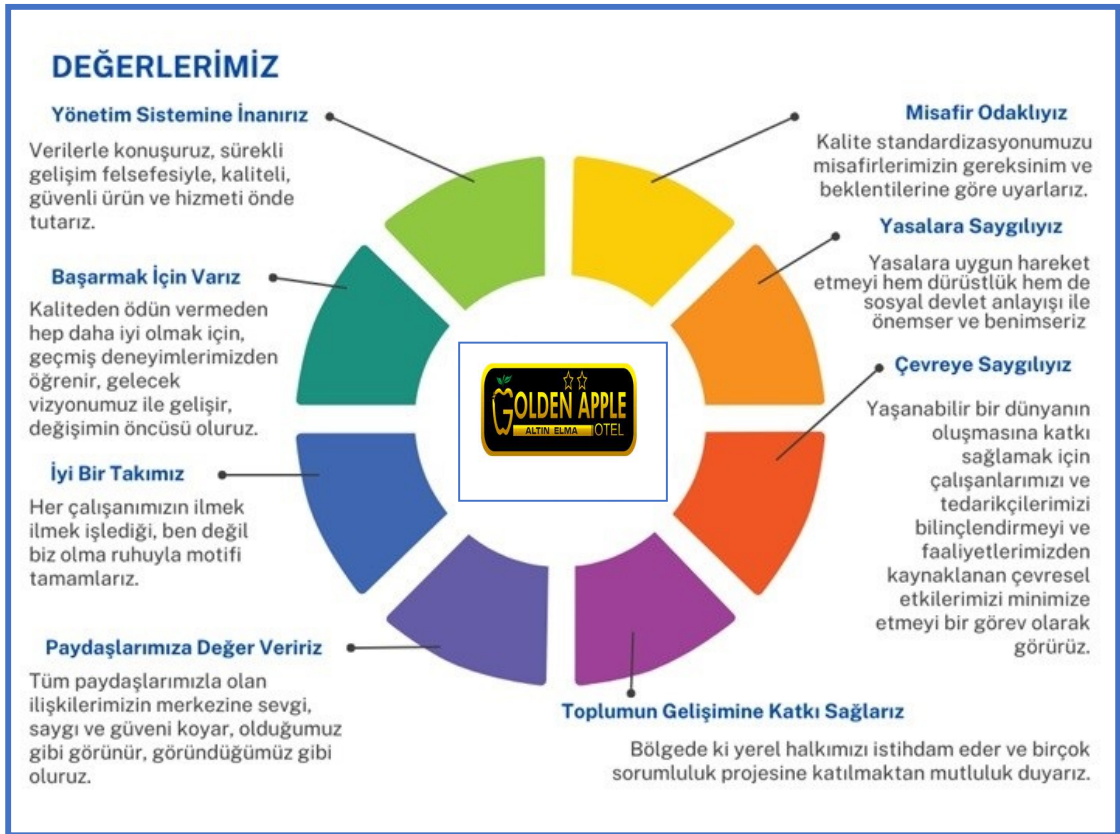 DEĞERLERİMİZ
Yönetim Sistemine İnanırız
Verilerle konuşuruz, sürekli
gelişim felsefesiyle, kaliteli,
güvenli ürün ve hizmeti önde
tutarız.
Başarmak İçin Varız
Kaliteden ödün vermeden
hep daha iyi olmak için,
geçmiş deneyimlerimizden
öğrenir, gelecek
vizyonumuz ile gelişir,
değişimin öncüsü oluruz.
İyi Bir Takımız
Her çalışanımızın ilmek
ilmek işlediği, ben değil
biz olma ruhuyla motifi
tamamlarız.
Paydaşlarımıza Değer Veririz
Tüm paydaşlarımızla olan
ilişkilerimizin merkezine sevgi,
saygı ve güveni koyar, olduğumuz
gibi görünür, göründüğümüz gibi
oluruz.
GOLDEN APPLE
ALTIN ELMA OTEL
Misafir Odaklıyız
Kalite standardizasyonumuzu
misafirlerimizin gereksinim ve
beklentilerine göre uyarlarız.
Yasalara Saygılıyız
Yasalara uygun hareket
etmeyi hem dürüstlük hem de
sosyal devlet anlayışı ile
önemser ve benimseriz
Çevreye Saygılıyız
Yaşanabilir bir dünyanın
oluşmasına katkı
sağlamak için
çalışanlarımızı ve
tedarikçilerimizi
bilinçlendirmeyi ve
faaliyetlerimizden
kaynaklanan çevresel
etkilerimizi minimize
etmeyi bir görev olarak
görürüz.
Toplumun Gelişimine Katkı Sağlarız
Bölgede ki yerel halkımızı istihdam eder ve birçok
sorumluluk projesine katılmaktan mutluluk duyarız.